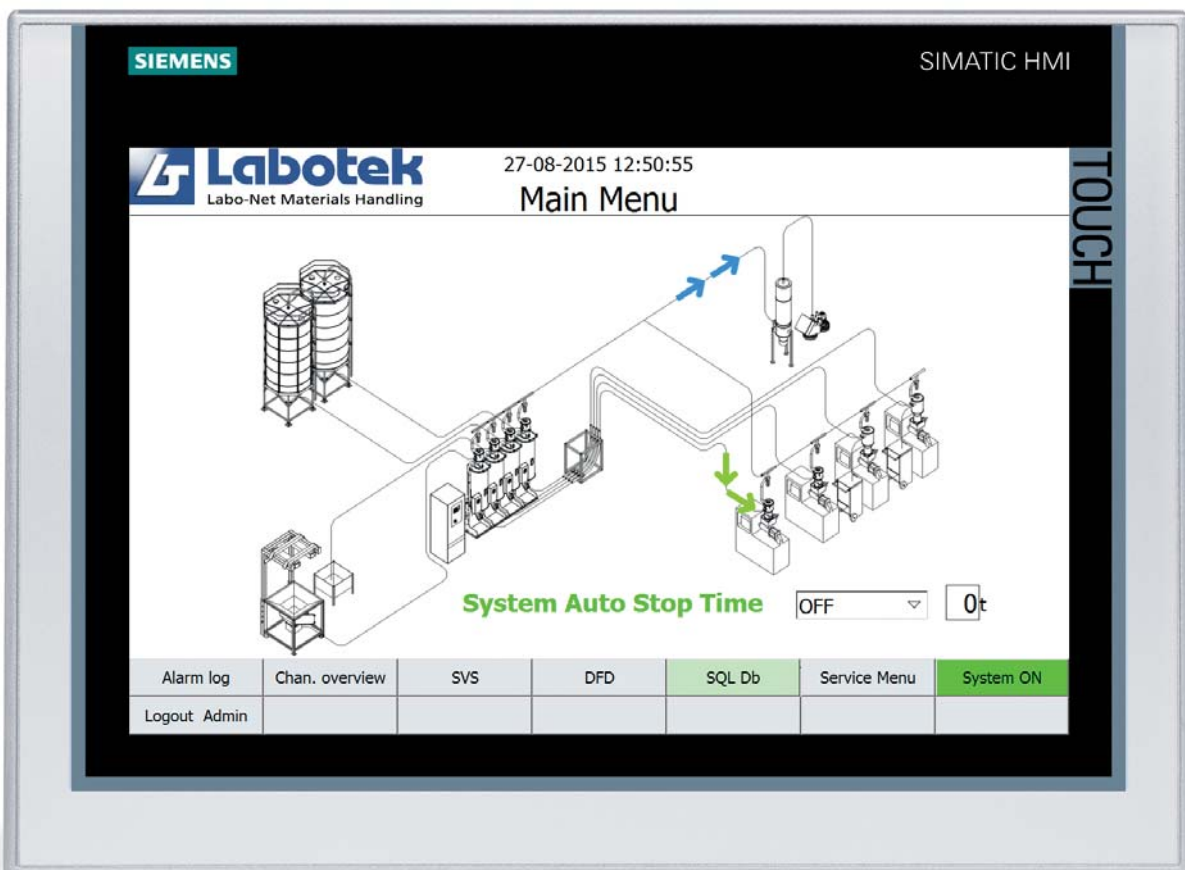 SIEMENS
SIMATIC HMI
TOUCH
Labotek
Labo-Net Materials Handling
27-08-2015 12:50:55
Main Menu
System Auto Stop Time OFF 0t
Alarm log Chan. overview SVS DFD SQL Db Service Menu System ON
Logout Admin